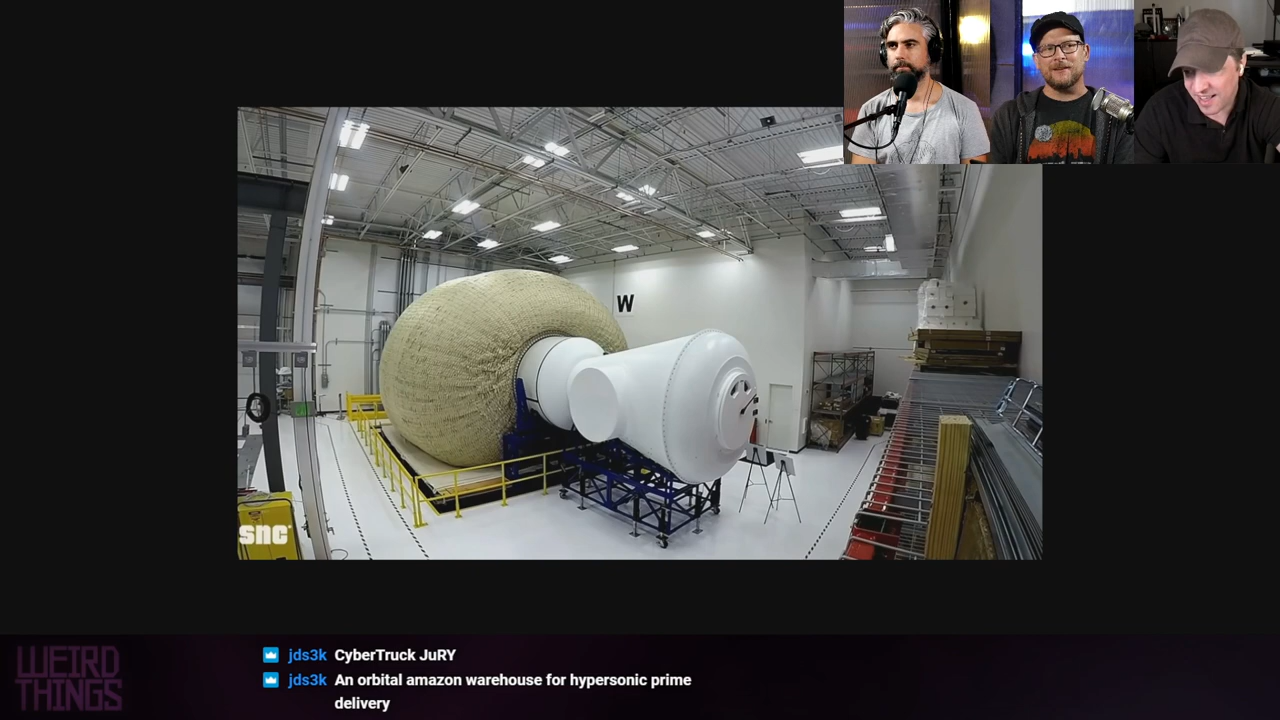 W
snc
WEIRD
THINGS
jds3k CyberTruck JuRY
jds3k An orbital amazon warehouse for hypersonic prime
delivery